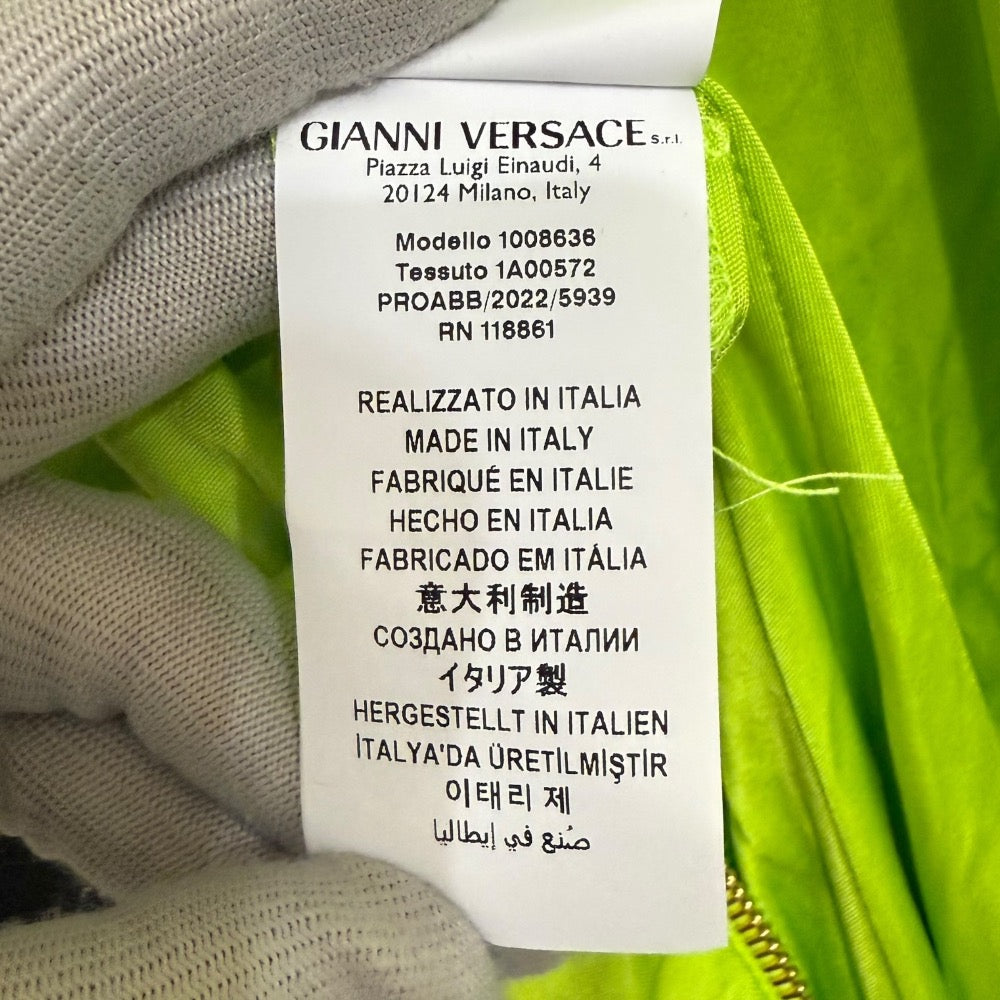 GIANNI VERSACE s.r.l.
Piazza Luigi Einaudi, 4
20124 Milano, Italy
Modello 1008636
Tessuto 1A00572
PROABB/2022/5939
RN 118861
REALIZZATO IN ITALIA
MADE IN ITALY
FABRIQUÉ EN ITALIE
HECHO EN ITALIA
FABRICADO EM ITÁLIA
意大利制造
СОЗДАНО В ИТАЛИИ
イタリア製
HERGESTELLT IN ITALIEN
İTALYA'DA ÜRETİLMİŞTİR
이태리 제
صُنع في إيطاليا